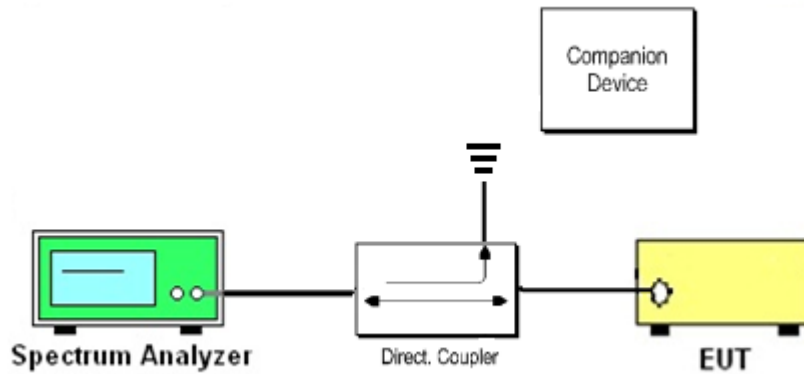 Companion
Device
Spectrum Analyzer
Direct. Coupler
EUT